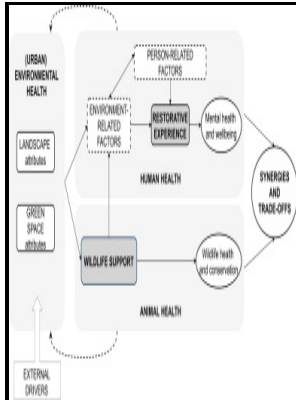 (URBAN)
ENVIRONMENTAL
HEALTH
LANDSCAPE
attributes
GREEN
SPACE
attributes
EXTERNAL
DRIVERS
PERSON-RELATED
FACTORS
ENVIRONMENT-
RELATED
FACTORS
RESTORATIVE
EXPERIENCE
Mental health
and wellbeing
HUMAN HEALTH
SYNERGIES
AND
TRADE-OFFS
WILDLIFE SUPPORT
Wildlife health
and conservation
ANIMAL HEALTH